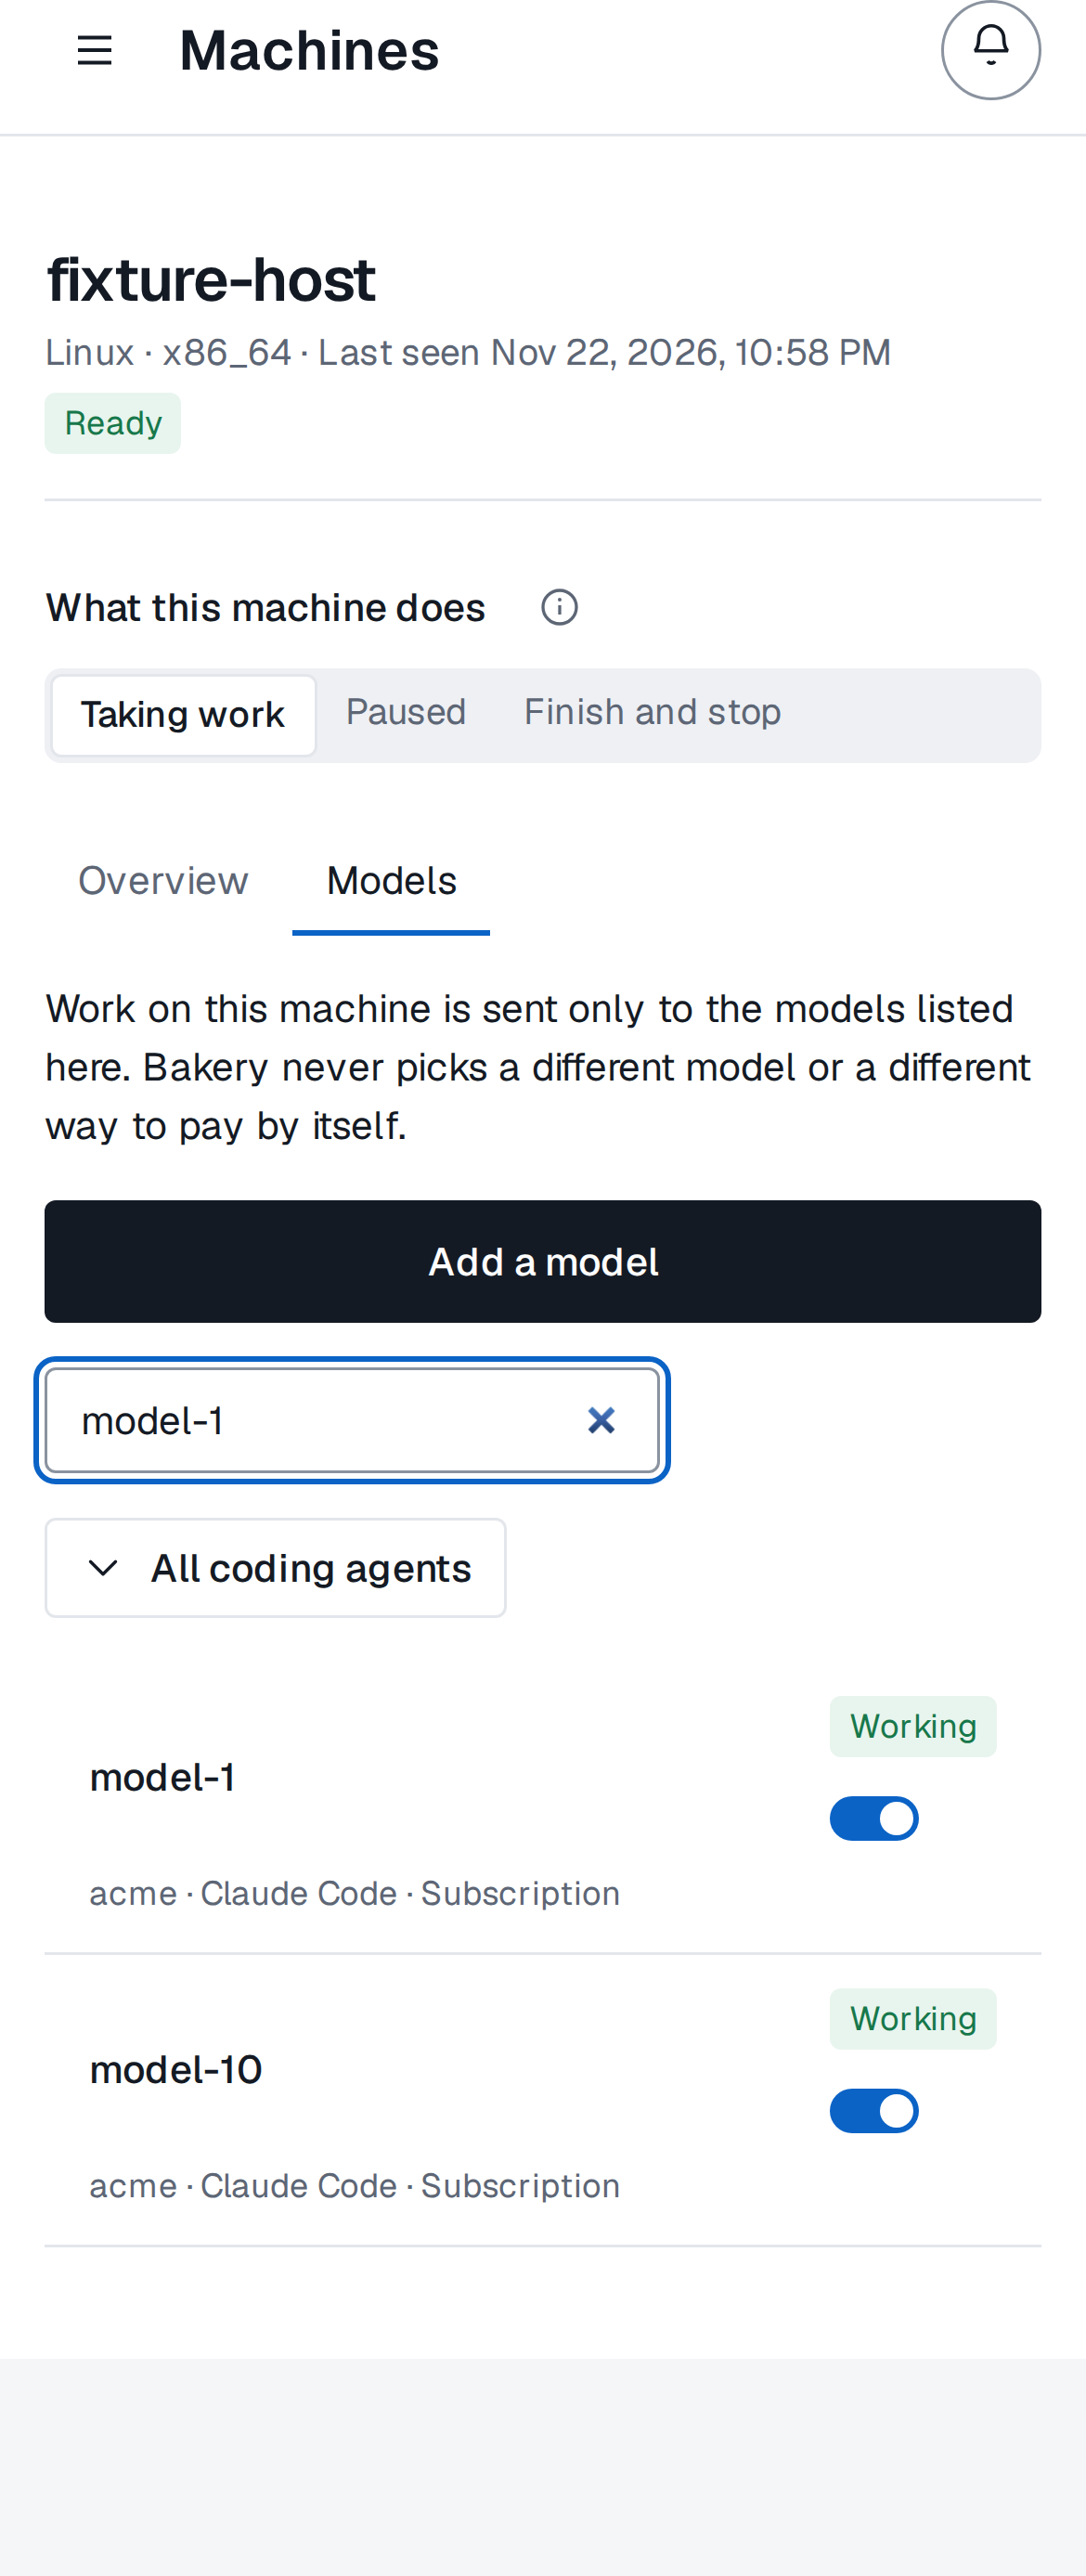 Machines
fixture-host
Linux · x86_64 · Last seen Nov 22, 2026, 10:58 PM
Ready
What this machine does
Taking work Paused Finish and stop
Overview Models
Work on this machine is sent only to the models listed
here. Bakery never picks a different model or a different
way to pay by itself.
Add a model
model-1
All coding agents
Working
model-1
acme · Claude Code · Subscription
Working
model-10
acme · Claude Code · Subscription